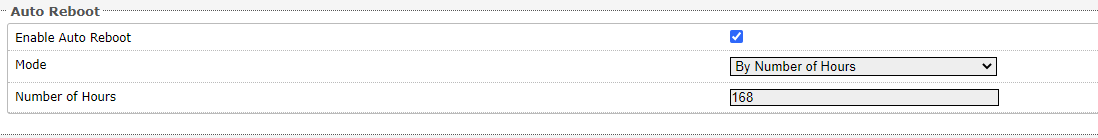 Auto Reboot
Enable Auto Reboot
Mode By Number of Hours
Number of Hours 168